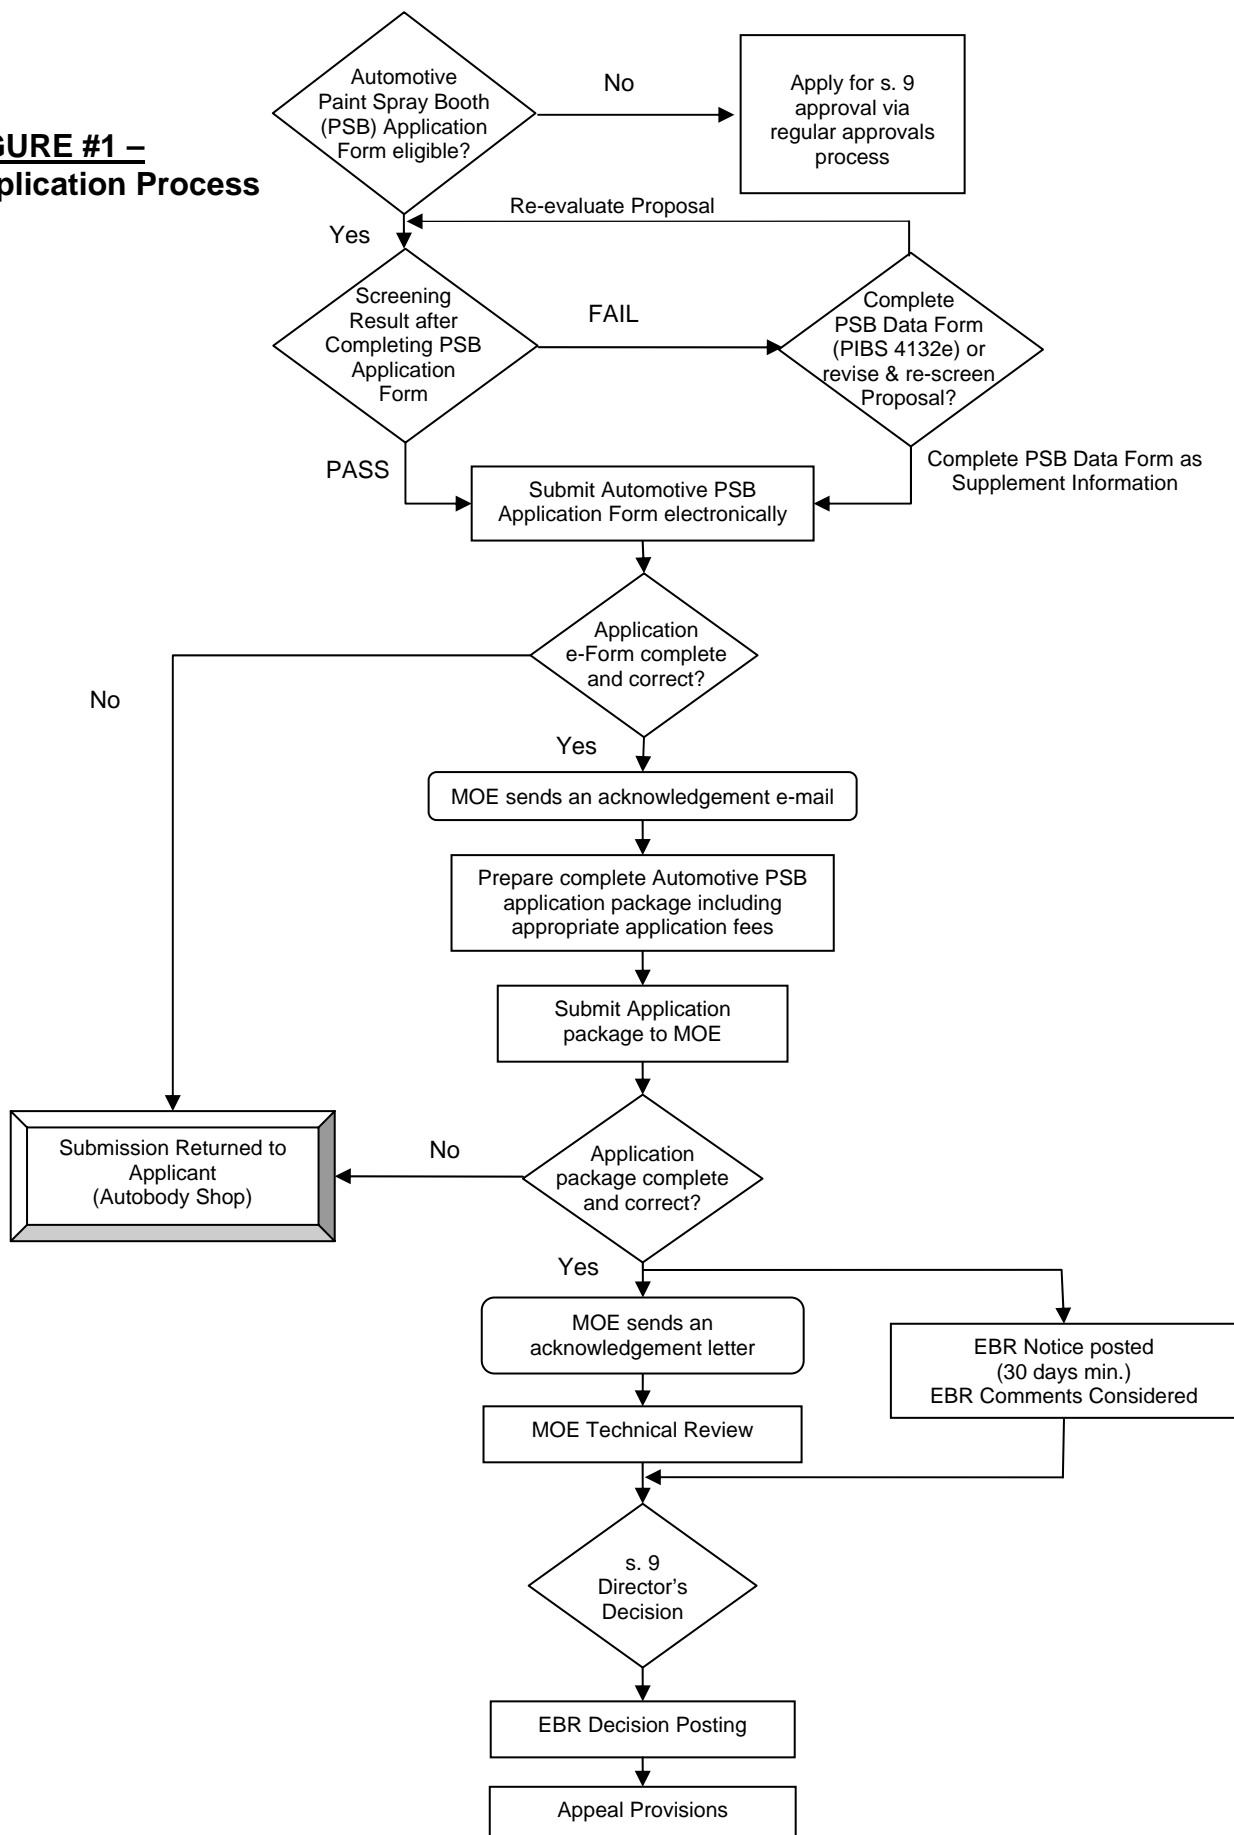 Automotive
Paint Spray Booth
(PSB) Application
Form eligible?
No
Apply for s. 9
approval via
regular approvals
process
GURE #1 –
plication Process
Re-evaluate Proposal
Yes
Screening
Result after
Completing PSB
Application
Form
FAIL
Complete
PSB Data Form
(PIBS 4132e) or
revise & re-screen
Proposal?
PASS
Complete PSB Data Form as
Supplement Information
Submit Automotive PSB
Application Form electronically
Application
e-Form complete
and correct?
No
Yes
MOE sends an acknowledgement e-mail
Prepare complete Automotive PSB
application package including
appropriate application fees
Submit Application
package to MOE
Submission Returned to
Applicant
(Autobody Shop)
No
Application
package complete
and correct?
Yes
MOE sends an
acknowledgement letter
EBR Notice posted
(30 days min.)
EBR Comments Considered
MOE Technical Review
s. 9
Director’s
Decision
EBR Decision Posting
Appeal Provisions